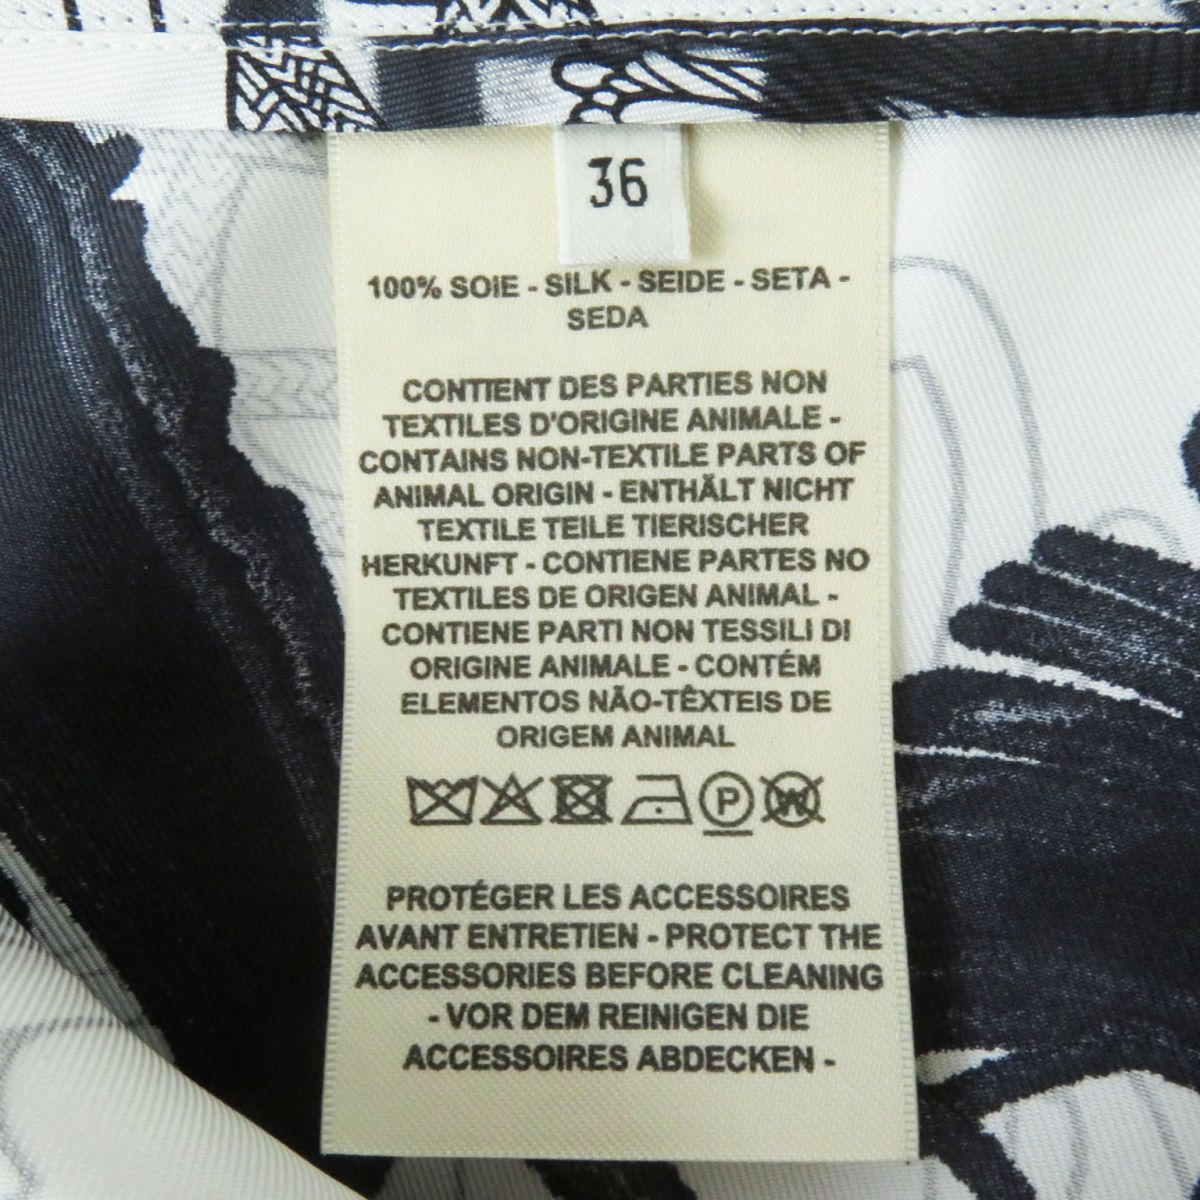 36
100% SOIE - SILK - SEIDE - SETA -
SEDA
CONTIENT DES PARTIES NON
TEXTILES D'ORIGINE ANIMALE -
CONTAINS NON-TEXTILE PARTS OF
ANIMAL ORIGIN - ENTHÄLT NICHT
TEXTILE TEILE TIERISCHER
HERKUNFT - CONTIENE PARTES NO
TEXTILES DE ORIGEN ANIMAL -
CONTIENE PARTI NON TESSILI DI
ORIGINE ANIMALE - CONTÉM
ELEMENTOS NÃO-TÊXTEIS DE
ORIGEM ANIMAL
P W
PROTÉGER LES ACCESSOIRES
AVANT ENTRETIEN - PROTECT THE
ACCESSORIES BEFORE CLEANING
- VOR DEM REINIGEN DIE
ACCESSOIRES ABDECKEN -